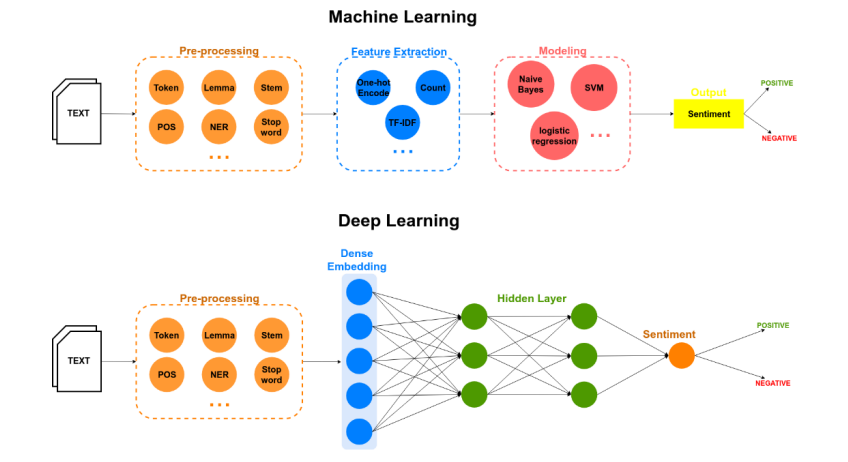 Machine Learning
Pre-processing
Feature Extraction
Modeling
Token
Lemma
Stem
POS
NER
Stop
word
...
One-hot
Encode
Count
TF-IDF
...
Naive
Bayes
SVM
logistic
regression
...
TEXT
Output
Sentiment
POSITIVE
NEGATIVE
Deep Learning
Dense
Embedding
Pre-processing
Hidden Layer
Token
Lemma
Stem
POS
NER
Stop
word
...
TEXT
Sentiment
POSITIVE
NEGATIVE